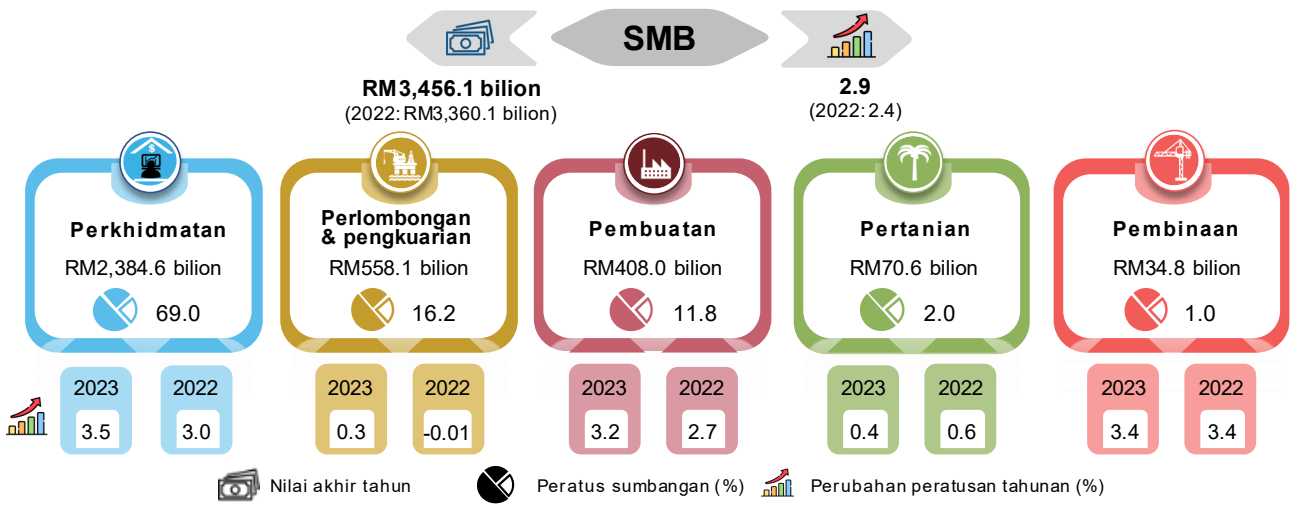 SMB
RM3,456.1 bilion
(2022: RM3,360.1 bilion)
2.9
(2022: 2.4)
Perkhidmatan
RM2,384.6 bilion
69.0
Perlombongan
& pengkuarian
RM558.1 bilion
16.2
Pembuatan
RM408.0 bilion
11.8
Pertanian
RM70.6 bilion
2.0
Pembinaan
RM34.8 bilion
1.0
2023 2022
3.5 3.0
2023 2022
0.3 -0.01
2023 2022
3.2 2.7
2023 2022
0.4 0.6
2023 2022
3.4 3.4
Nilai akhir tahun
Peratus sumbangan (%)
Perubahan peratusan tahunan (%)